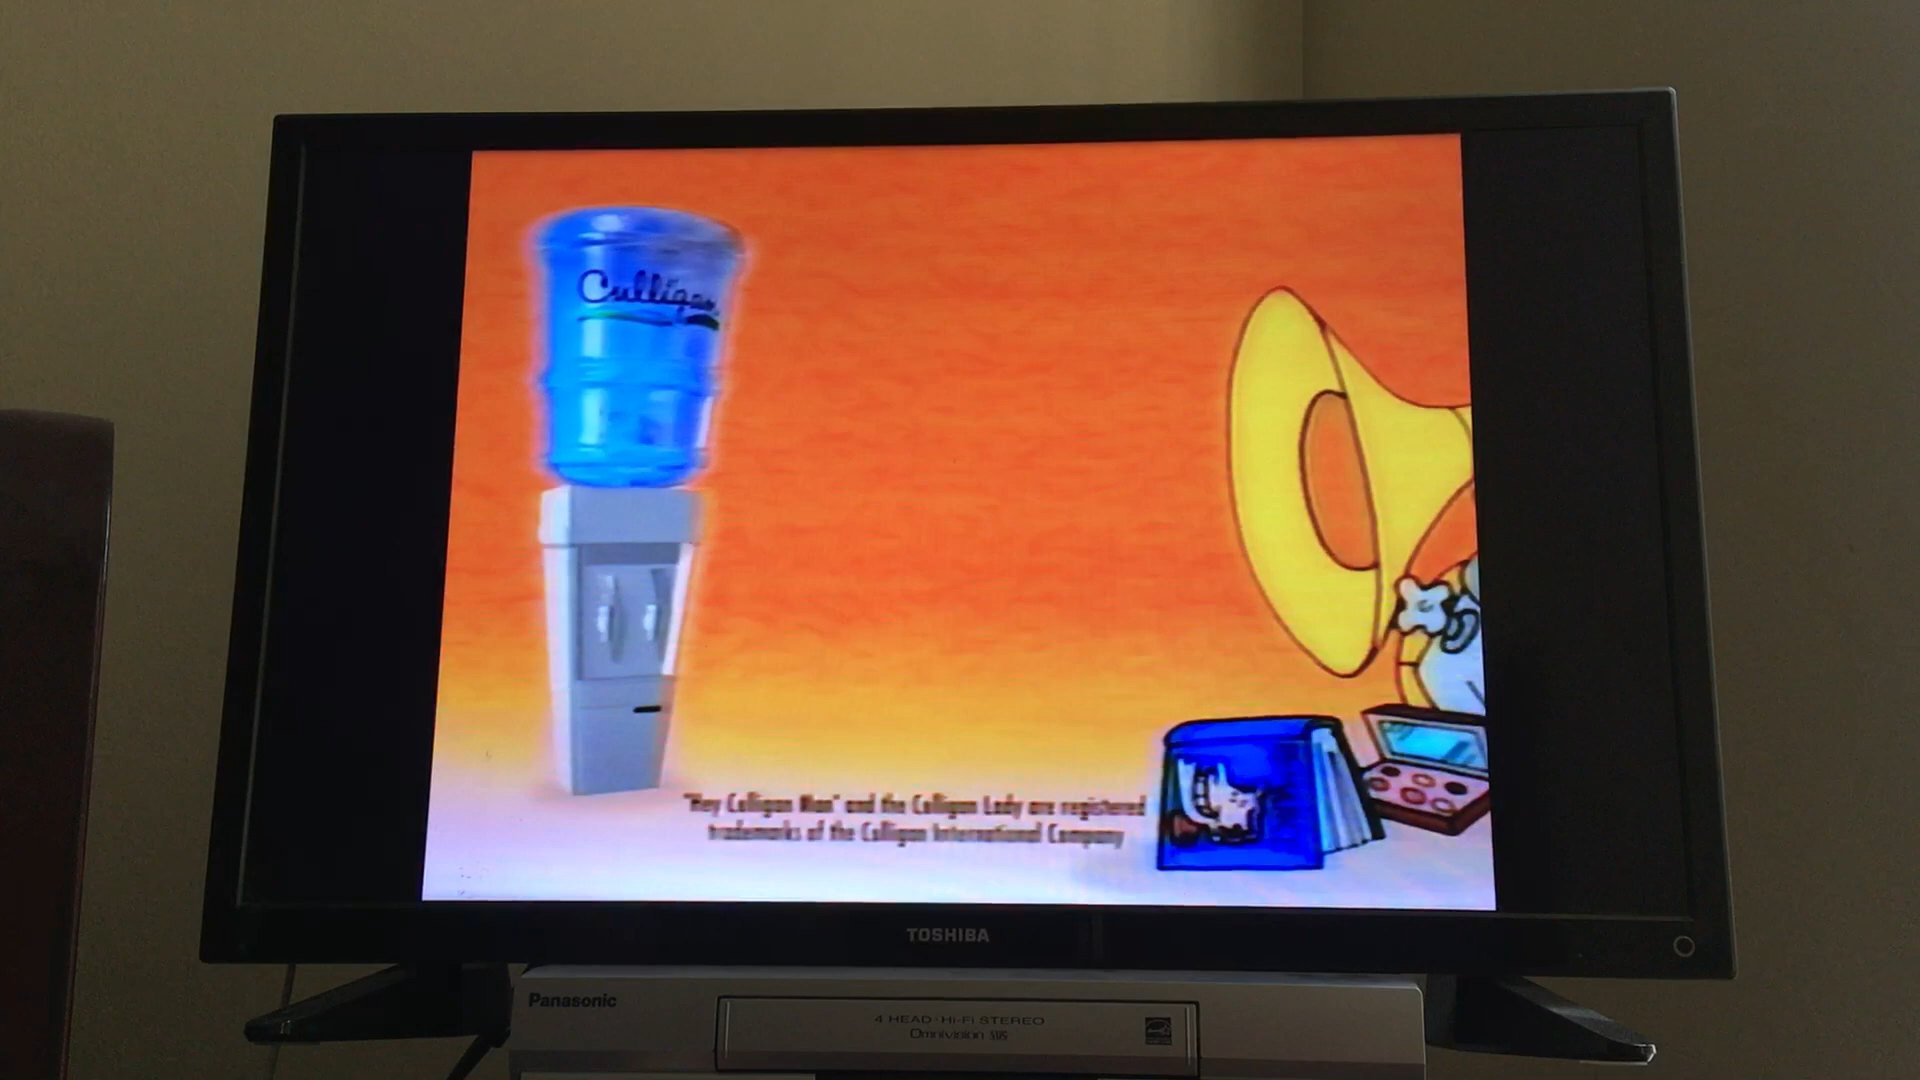 Culligan
"Hey Culligan Man" and the Culligan Lady are registered
trademarks of the Culligan International Company
TOSHIBA
Panasonic
4 HEAD · Hi-Fi STEREO
Omnivision VHS